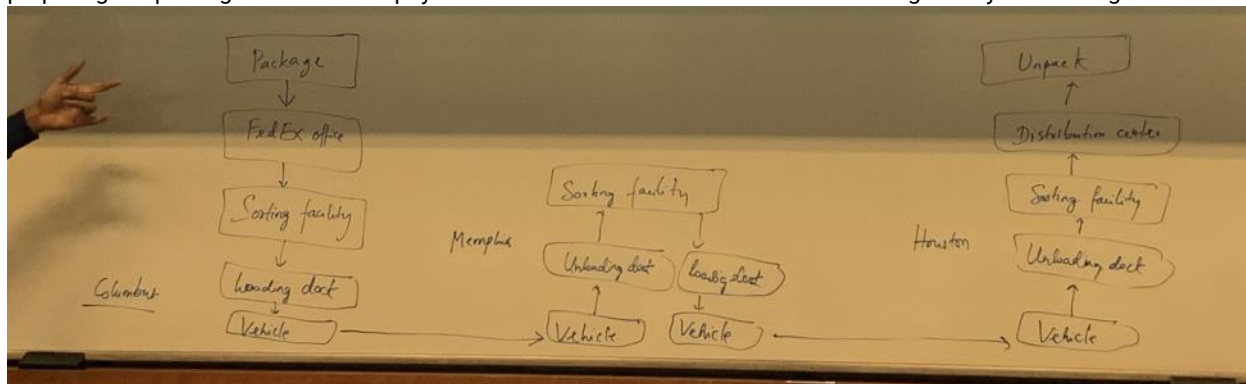 Package
FedEx office
Sorting facility
Loading dock
Vehicle
Columbus
Memphis
Sorting facility
Unloading dock
Loading dock
Vehicle
Vehicle
Houston
Unpack
Distribution center
Sorting facility
Unloading dock
Vehicle